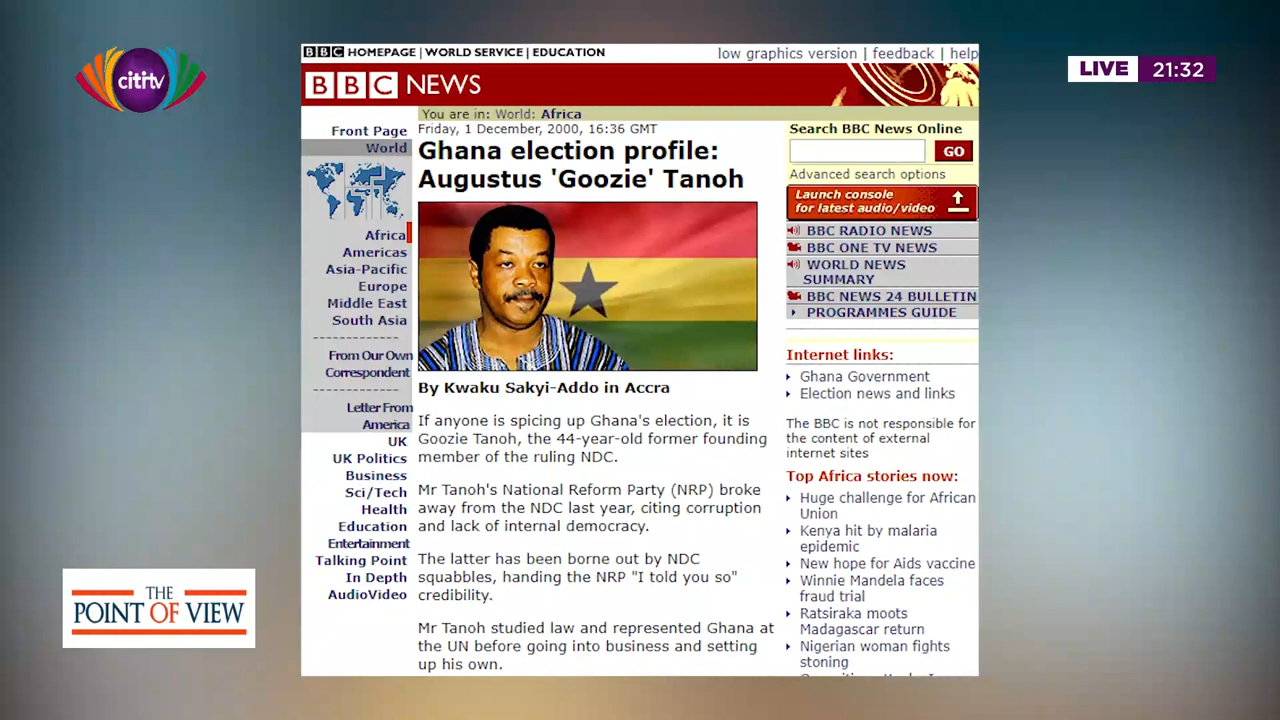 citi tv
LIVE 21:32
BBC HOMEPAGE | WORLD SERVICE | EDUCATION
low graphics version | feedback | help
BBC NEWS
You are in: World: Africa
Front Page
World
Africa
Americas
Asia-Pacific
Europe
Middle East
South Asia
From Our Own
Correspondent
Letter From
America
UK
UK Politics
Business
Sci/Tech
Health
Education
Entertainment
Talking Point
In Depth
AudioVideo
Friday, 1 December, 2000, 16:36 GMT
Ghana election profile:
Augustus 'Goozie' Tanoh
By Kwaku Sakyi-Addo in Accra
If anyone is spicing up Ghana's election, it is
Goozie Tanoh, the 44-year-old former founding
member of the ruling NDC.
Mr Tanoh's National Reform Party (NRP) broke
away from the NDC last year, citing corruption
and lack of internal democracy.
The latter has been borne out by NDC
squabbles, handing the NRP "I told you so"
credibility.
Mr Tanoh studied law and represented Ghana at
the UN before going into business and setting
up his own.
Search BBC News Online
GO
Advanced search options
Launch console
for latest audio/video
BBC RADIO NEWS
BBC ONE TV NEWS
WORLD NEWS
SUMMARY
BBC NEWS 24 BULLETIN
PROGRAMMES GUIDE
Internet links:
Ghana Government
Election news and links
The BBC is not responsible for
the content of external
internet sites
Top Africa stories now:
Huge challenge for African
Union
Kenya hit by malaria
epidemic
New hope for Aids vaccine
Winnie Mandela faces
fraud trial
Ratsiraka moots
Madagascar return
Nigerian woman fights
stoning
THE
POINT OF VIEW